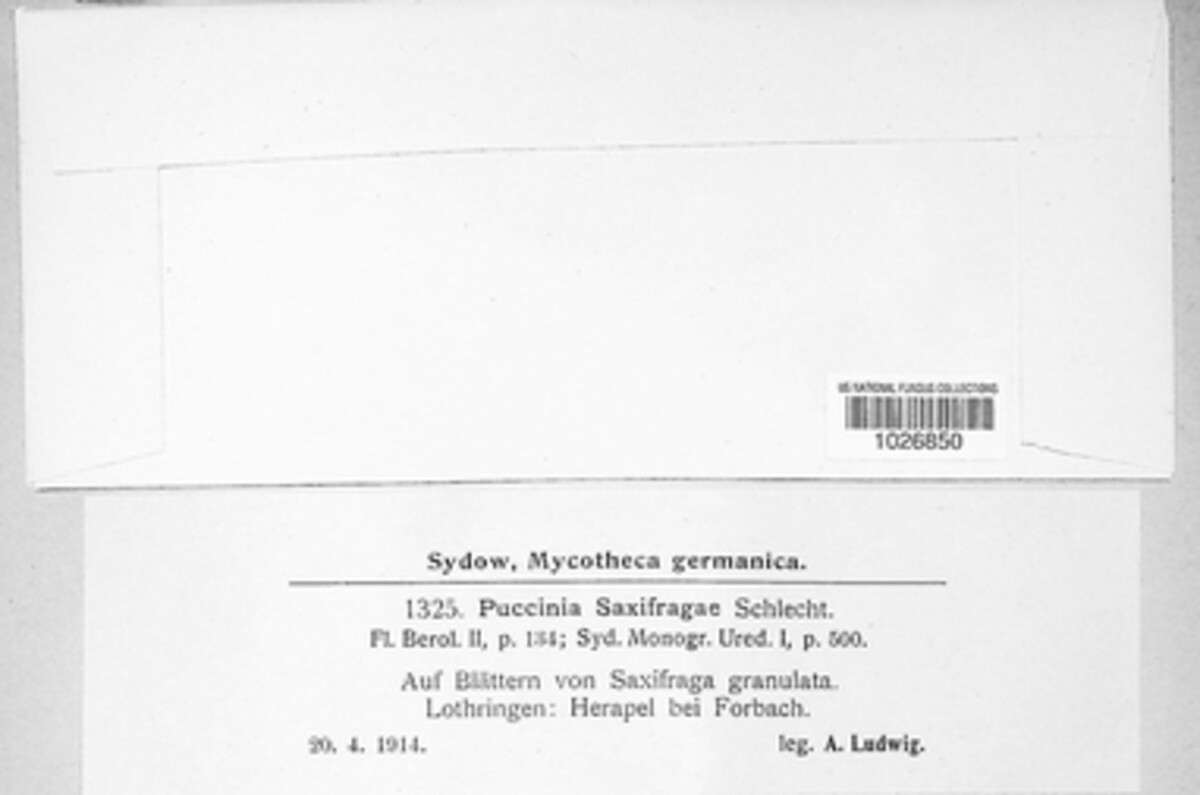 US NATIONAL FUNGUS COLLECTIONS
1026850
Sydow, Mycotheca germanica.
1325. Puccinia Saxifragae Schlecht.
Fl. Berol. II, p. 134; Syd. Monogr. Ured. I, p. 500.
Auf Blättern von Saxifraga granulata.
Lothringen: Herapel bei Forbach.
20. 4. 1914. leg. A. Ludwig.